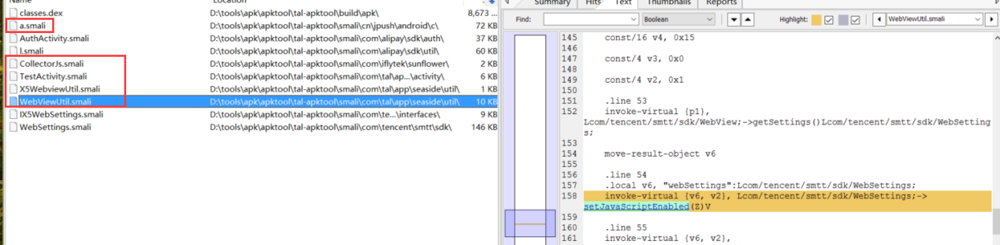 classes.dex D:\tools\apk\apktool\tal-apktool\build\apk\ 8,673 ...
a.smali D:\tools\apk\apktool\tal-apktool\smali\cn\jpush\android\c\ 72 KB
AuthActivity.smali D:\tools\apk\apktool\tal-apktool\smali\com\alipay\sdk\auth\ 37 KB
l.smali D:\tools\apk\apktool\tal-apktool\smali\com\alipay\sdk\util\ 60 KB
CollectorJs.smali D:\tools\apk\apktool\tal-apktool\smali\com\iflytek\sunflower\ 2 KB
TestActivity.smali D:\tools\apk\apktool\tal-apktool\smali\com\tal\ap...\activity\ 6 KB
X5WebviewUtil.smali D:\tools\apk\apktool\tal-apktool\smali\com\tal\app\seaside\util\ 1 KB
WebViewUtil.smali D:\tools\apk\apktool\tal-apktool\smali\com\tal\app\seaside\util\ 10 KB
IX5WebSettings.smali D:\tools\apk\apktool\tal-apktool\smali\com\te...\interfaces\ 9 KB
WebSettings.smali D:\tools\apk\apktool\tal-apktool\smali\com\tencent\smtt\sdk\ 146 KB
Summary Hits Text Thumbnails Reports
Find: Boolean Highlight: WebViewUtil.smali
145 const/16 v4, 0x15
146
147 const/4 v3, 0x0
148
149 const/4 v2, 0x1
150
151 .line 53
152 invoke-virtual {p1},
Lcom/tencent/smtt/sdk/WebView;->getSettings()Lcom/tencent/smtt/sdk/WebSetting
s;
153
154 move-result-object v6
155
156 .line 54
157 .local v6, "webSettings":Lcom/tencent/smtt/sdk/WebSettings;
158 invoke-virtual {v6, v2}, Lcom/tencent/smtt/sdk/WebSettings;->
setJavaScriptEnabled(Z)V
159
160 .line 55
161 invoke-virtual {v6, v2},